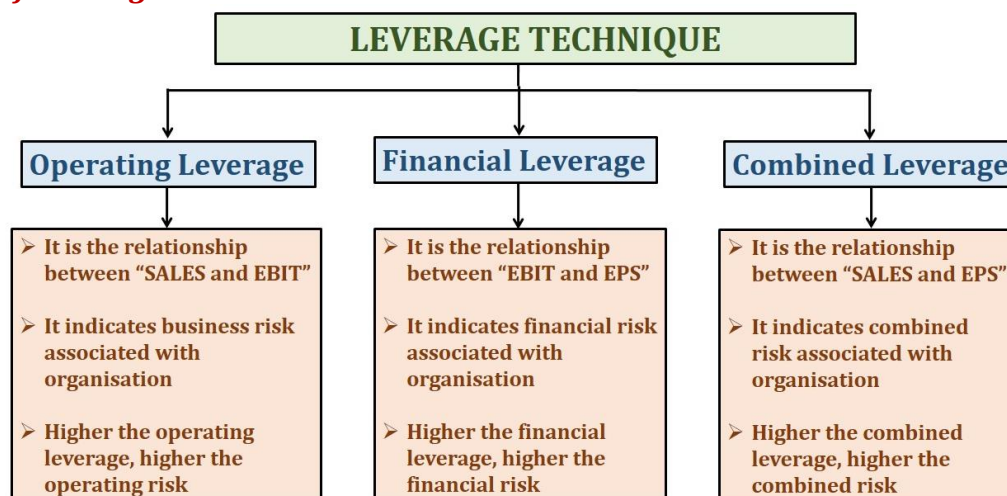 LEVERAGE TECHNIQUE
Operating Leverage
➢ It is the relationship
between “SALES and EBIT”
➢ It indicates business risk
associated with
organisation
➢ Higher the operating
leverage, higher the
operating risk
Financial Leverage
➢ It is the relationship
between “EBIT and EPS”
➢ It indicates financial risk
associated with
organisation
➢ Higher the financial
leverage, higher the
financial risk
Combined Leverage
➢ It is the relationship
between “SALES and EPS”
➢ It indicates combined
risk associated with
organisation
➢ Higher the combined
leverage, higher the
combined risk